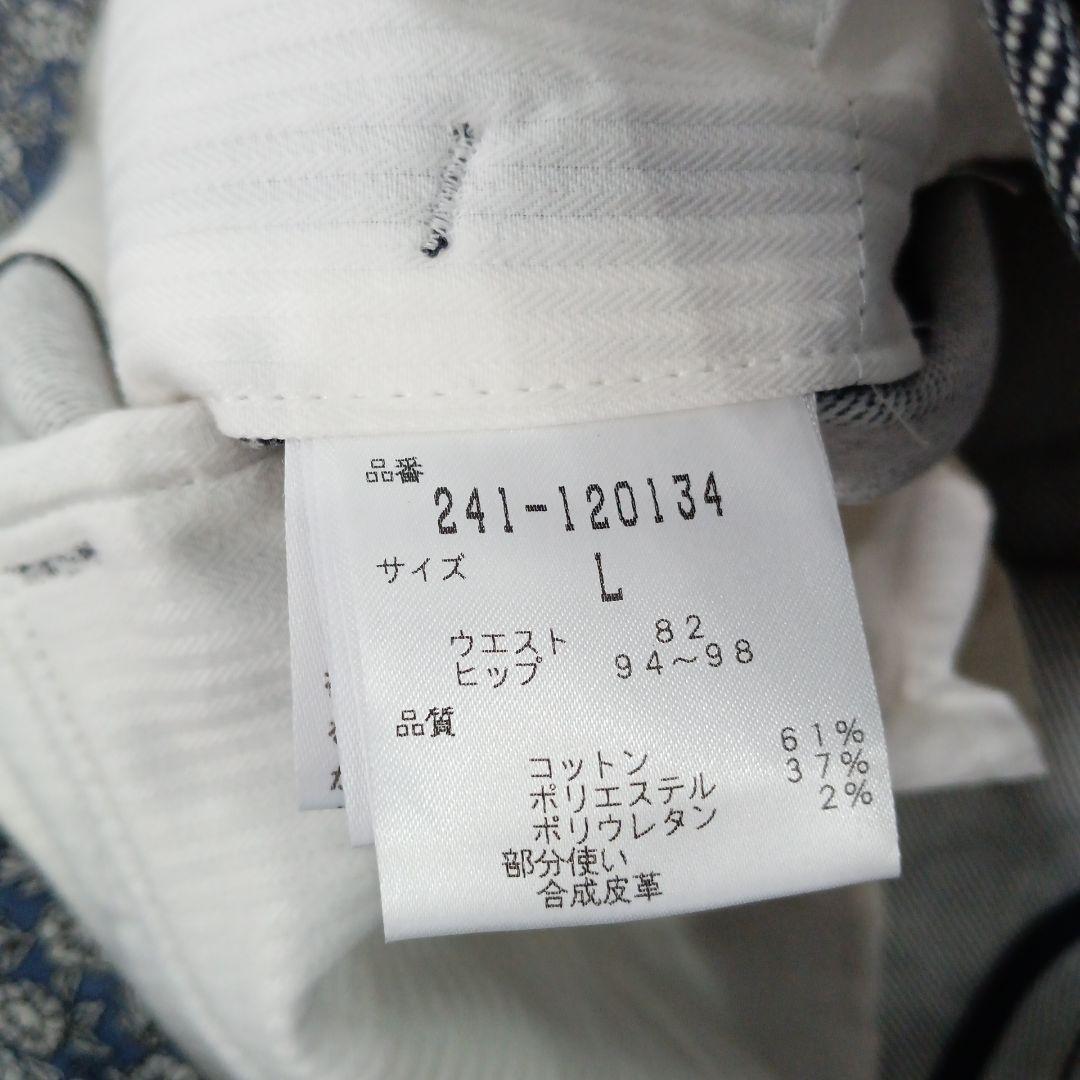 品番
241-120134
サイズ L
ウエスト 82
ヒップ 94~98
品質
コットン 61%
ポリエステル 37%
ポリウレタン 2%
部分使い
合成皮革